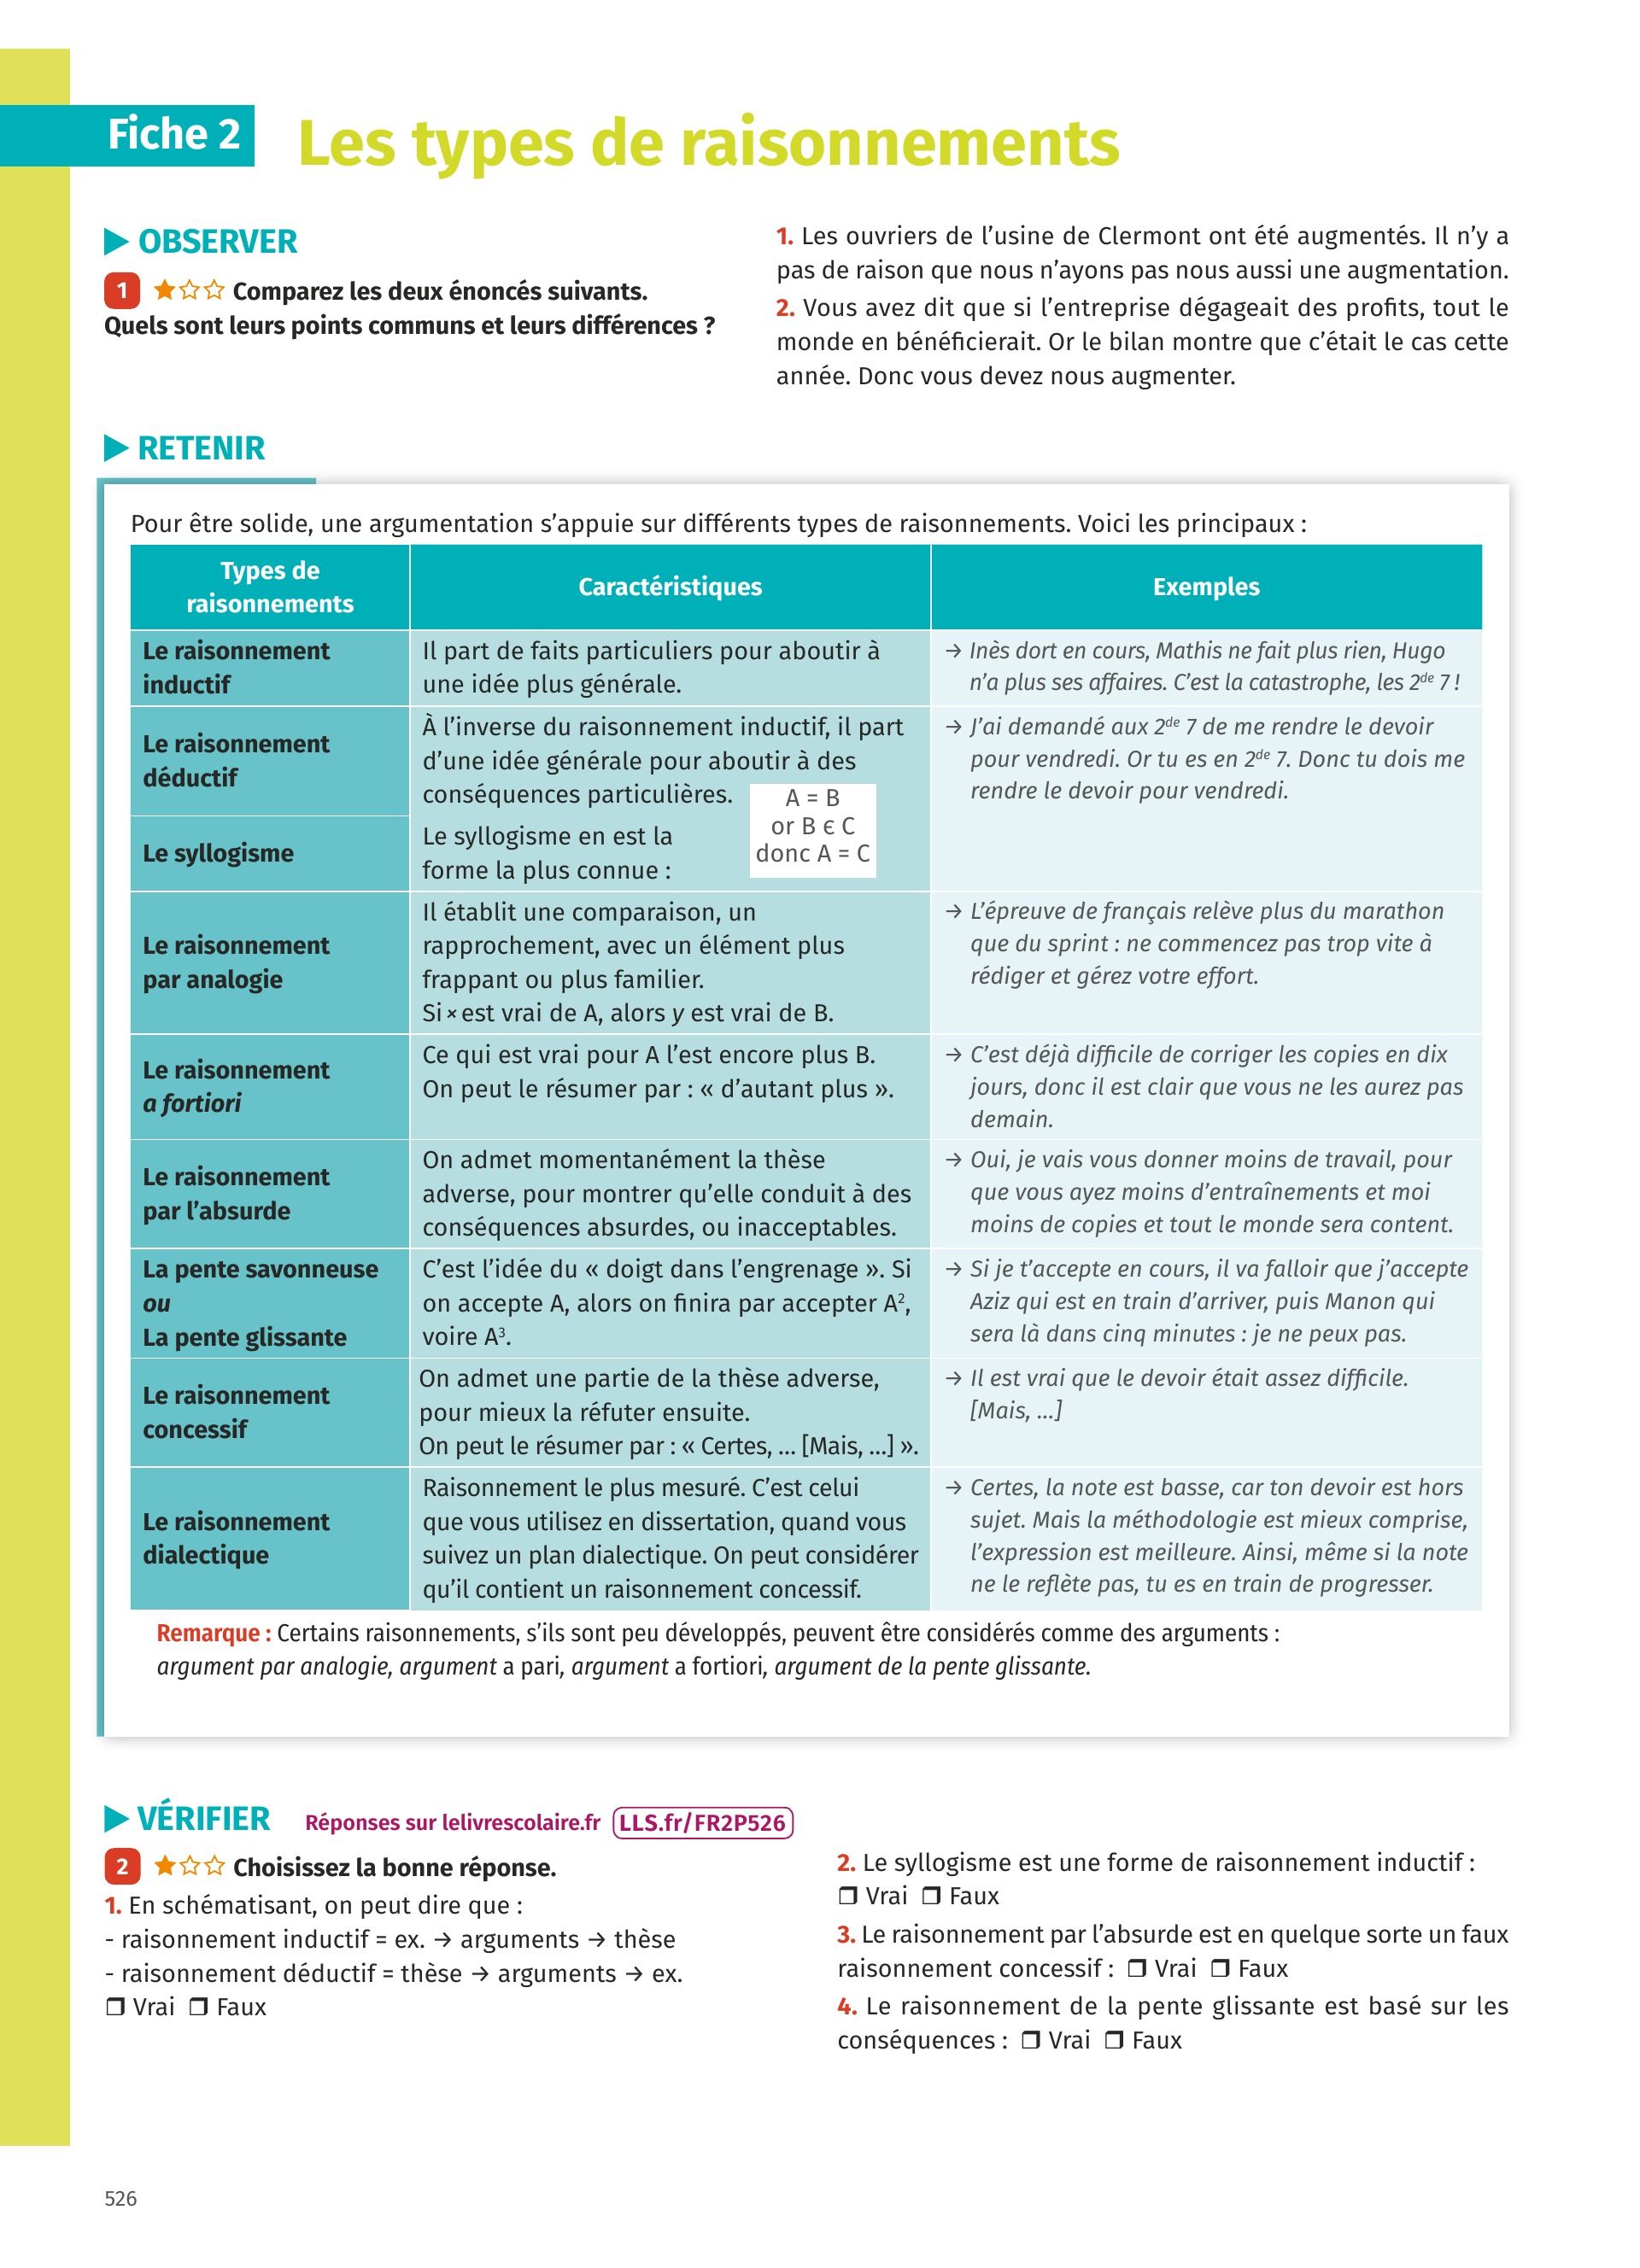 Fiche 2
Les types de raisonnements
▶ OBSERVER
1 ★☆☆ Comparez les deux énoncés suivants.
Quels sont leurs points communs et leurs différences ?
1. Les ouvriers de l’usine de Clermont ont été augmentés. Il n’y a
pas de raison que nous n’ayons pas nous aussi une augmentation.
2. Vous avez dit que si l’entreprise dégageait des profits, tout le
monde en bénéficierait. Or le bilan montre que c’était le cas cette
année. Donc vous devez nous augmenter.
▶ RETENIR
Pour être solide, une argumentation s’appuie sur différents types de raisonnements. Voici les principaux :
Types de
raisonnements
Caractéristiques
Exemples
Le raisonnement
inductif
Il part de faits particuliers pour aboutir à
une idée plus générale.
→ Inès dort en cours, Mathis ne fait plus rien, Hugo
n’a plus ses affaires. C’est la catastrophe, les 2de 7 !
Le raisonnement
déductif
À l’inverse du raisonnement inductif, il part
d’une idée générale pour aboutir à des
conséquences particulières.
→ J’ai demandé aux 2de 7 de me rendre le devoir
pour vendredi. Or tu es en 2de 7. Donc tu dois me
rendre le devoir pour vendredi.
Le syllogisme
Le syllogisme en est la
forme la plus connue :
A = B
or B ϵ C
donc A = C
Le raisonnement
par analogie
Il établit une comparaison, un
rapprochement, avec un élément plus
frappant ou plus familier.
Si × est vrai de A, alors y est vrai de B.
→ L’épreuve de français relève plus du marathon
que du sprint : ne commencez pas trop vite à
rédiger et gérez votre effort.
Le raisonnement
a fortiori
Ce qui est vrai pour A l’est encore plus B.
On peut le résumer par : « d’autant plus ».
→ C’est déjà difficile de corriger les copies en dix
jours, donc il est clair que vous ne les aurez pas
demain.
Le raisonnement
par l’absurde
On admet momentanément la thèse
adverse, pour montrer qu’elle conduit à des
conséquences absurdes, ou inacceptables.
→ Oui, je vais vous donner moins de travail, pour
que vous ayez moins d’entraînements et moi
moins de copies et tout le monde sera content.
La pente savonneuse
ou
La pente glissante
C’est l’idée du « doigt dans l’engrenage ». Si
on accepte A, alors on finira par accepter A²,
voire A³.
→ Si je t’accepte en cours, il va falloir que j’accepte
Aziz qui est en train d’arriver, puis Manon qui
sera là dans cinq minutes : je ne peux pas.
Le raisonnement
concessif
On admet une partie de la thèse adverse,
pour mieux la réfuter ensuite.
On peut le résumer par : « Certes, ... [Mais, ...] ».
→ Il est vrai que le devoir était assez difficile.
[Mais, ...]
Le raisonnement
dialectique
Raisonnement le plus mesuré. C’est celui
que vous utilisez en dissertation, quand vous
suivez un plan dialectique. On peut considérer
qu’il contient un raisonnement concessif.
→ Certes, la note est basse, car ton devoir est hors
sujet. Mais la méthodologie est mieux comprise,
l’expression est meilleure. Ainsi, même si la note
ne le reflète pas, tu es en train de progresser.
Remarque : Certains raisonnements, s’ils sont peu développés, peuvent être considérés comme des arguments :
argument par analogie, argument a pari, argument a fortiori, argument de la pente glissante.
▶ VÉRIFIER Réponses sur lelivrescolaire.fr LLS.fr/FR2P526
2 ★☆☆ Choisissez la bonne réponse.
1. En schématisant, on peut dire que :
- raisonnement inductif = ex. → arguments → thèse
- raisonnement déductif = thèse → arguments → ex.
❒ Vrai ❒ Faux
2. Le syllogisme est une forme de raisonnement inductif :
❒ Vrai ❒ Faux
3. Le raisonnement par l’absurde est en quelque sorte un faux
raisonnement concessif : ❒ Vrai ❒ Faux
4. Le raisonnement de la pente glissante est basé sur les
conséquences : ❒ Vrai ❒ Faux
526